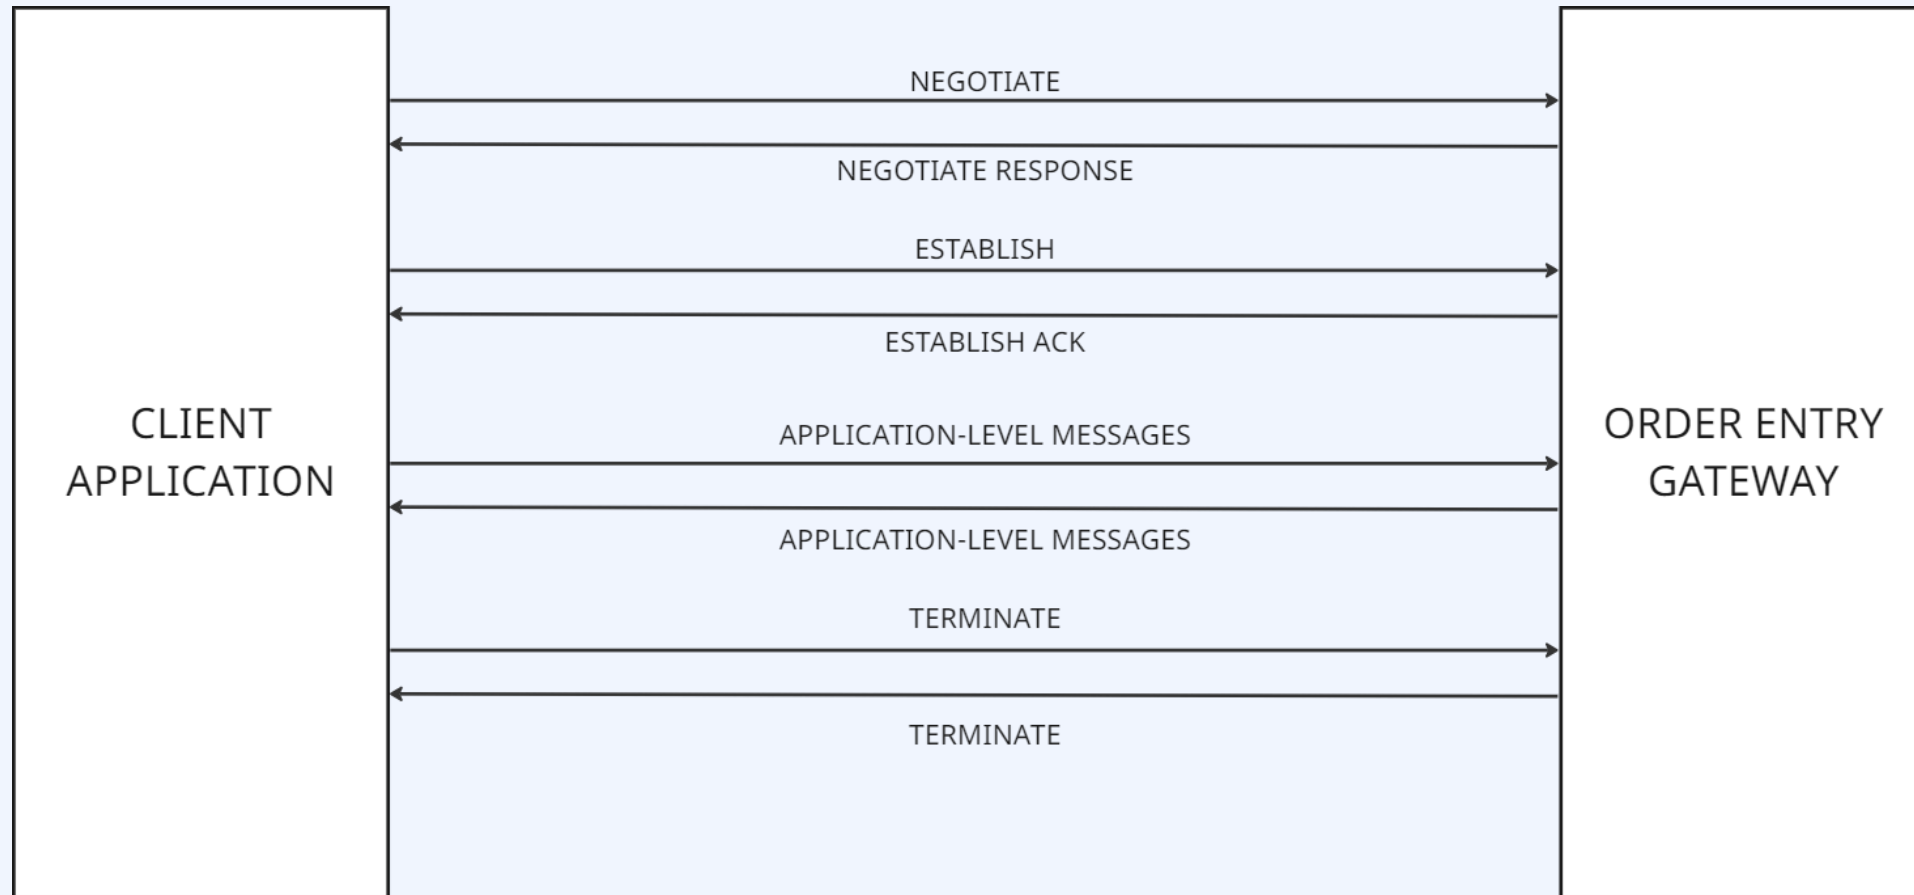 NEGOTIATE
NEGOTIATE RESPONSE
ESTABLISH
ESTABLISH ACK
CLIENT
APPLICATION
APPLICATION-LEVEL MESSAGES
APPLICATION-LEVEL MESSAGES
ORDER ENTRY
GATEWAY
TERMINATE
TERMINATE